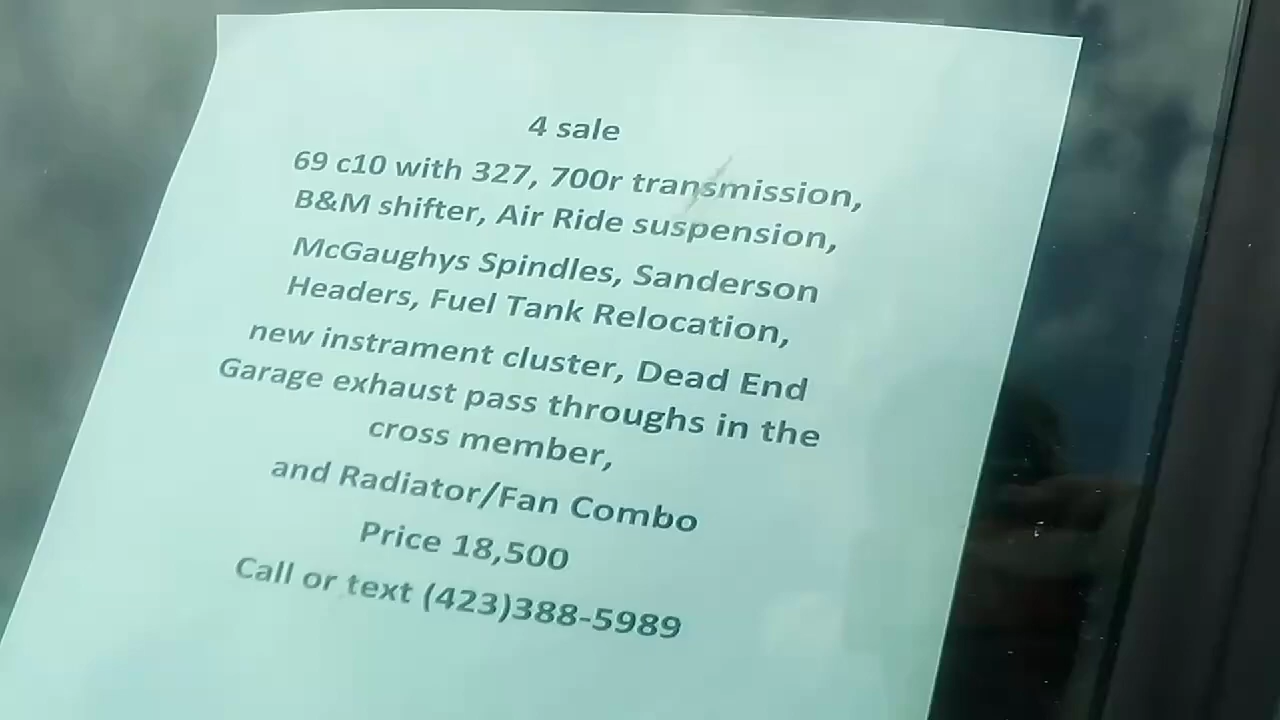 4 sale
69 c10 with 327, 700r transmission,
B&M shifter, Air Ride suspension,
McGaughys Spindles, Sanderson
Headers, Fuel Tank Relocation,
new instrament cluster, Dead End
Garage exhaust pass throughs in the
cross member,
and Radiator/Fan Combo
Price 18,500
Call or text (423)388-5989